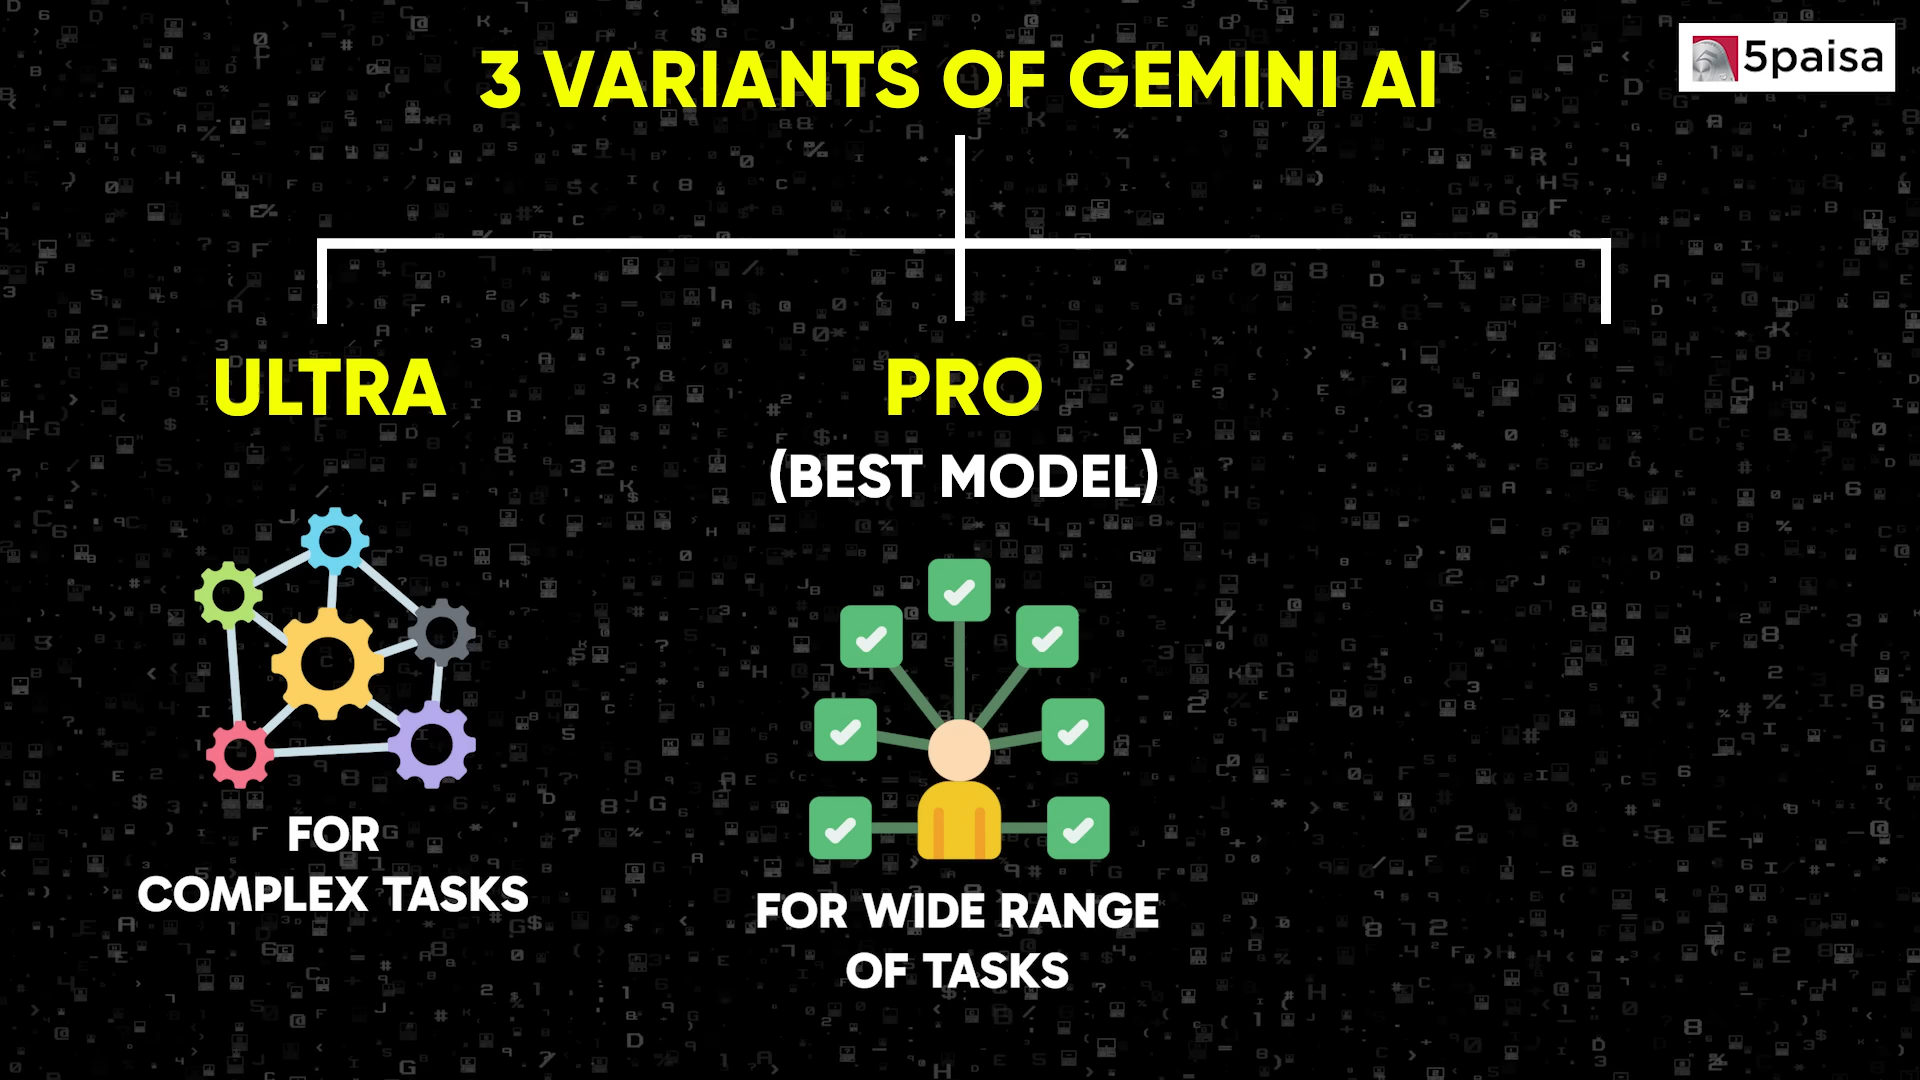 3 VARIANTS OF GEMINI AI
5paisa
ULTRA
PRO
(BEST MODEL)
FOR
COMPLEX TASKS
FOR WIDE RANGE
OF TASKS